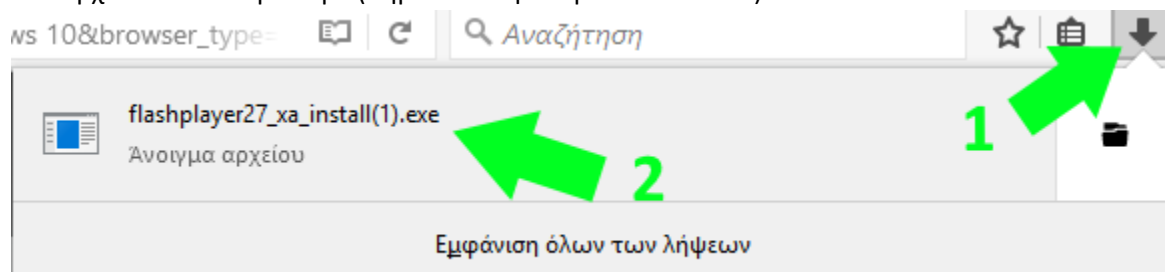 ws 10&browser_type= Αναζήτηση
1
flashplayer27_xa_install(1).exe
Άνοιγμα αρχείου
2
Εμφάνιση όλων των λήψεων